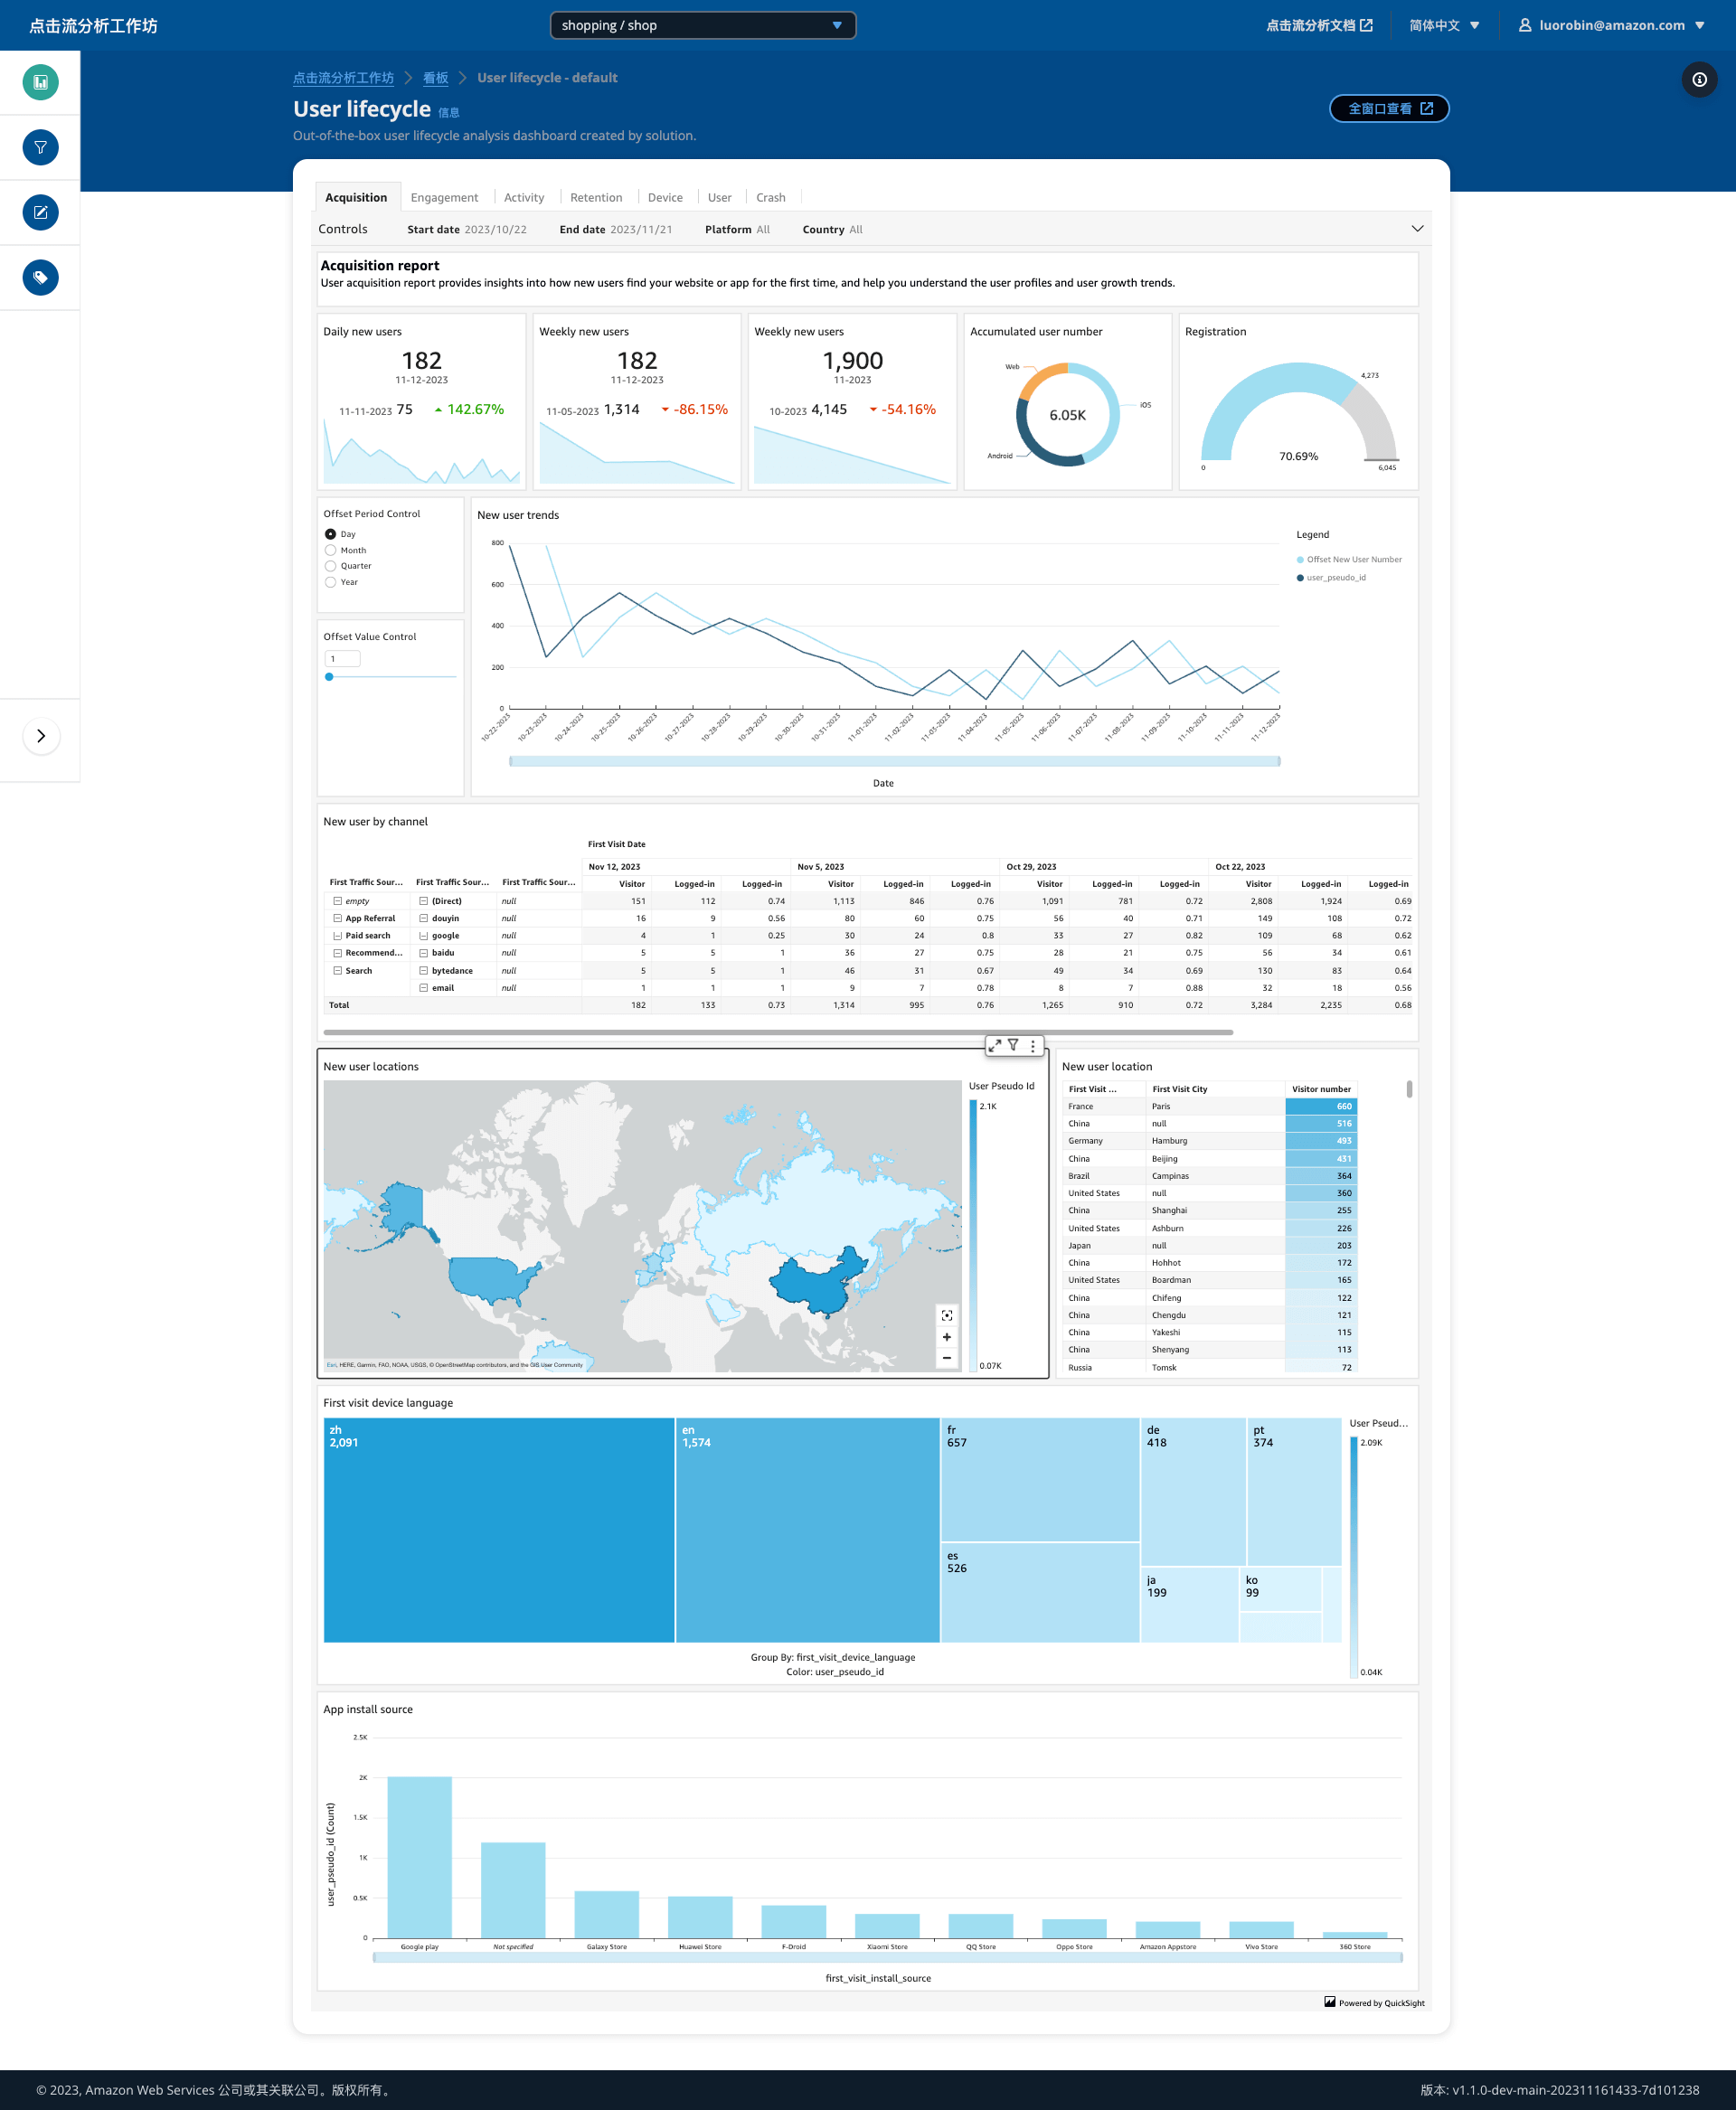 点击流分析工作坊
shopping / shop
点击流分析文档
简体中文
luorobin@amazon.com
点击流分析工作坊 看板 User lifecycle - default
User lifecycle 信息
全窗口查看
Out-of-the-box user lifecycle analysis dashboard created by solution.
Acquisition Engagement Activity Retention Device User Crash
Controls Start date 2023/10/22 End date 2023/11/21 Platform All Country All
Acquisition report
User acquisition report provides insights into how new users find your website or app for the first time, and help you understand the user profiles and user growth trends.
Daily new users
182
11-12-2023
11-11-2023 75 142.67%
Weekly new users
182
11-12-2023
11-05-2023 1,314 -86.15%
Weekly new users
1,900
11-2023
10-2023 4,145 -54.16%
Accumulated user number
Web
iOS
6.05K
Android
Registration
4,273
70.69%
0
6,045
Offset Period Control
Day
Month
Quarter
Year
Offset Value Control
1
New user trends
800
600
400
200
0
10-22-2023 10-23-2023 10-24-2023 10-25-2023 10-26-2023 10-27-2023 10-28-2023 10-29-2023 10-30-2023 10-31-2023 11-01-2023 11-02-2023 11-03-2023 11-04-2023 11-05-2023 11-06-2023 11-07-2023 11-08-2023 11-09-2023 11-10-2023 11-11-2023 11-12-2023
Date
Legend
Offset New User Number
user_pseudo_id
New user by channel
First Visit Date
Nov 12, 2023 Nov 5, 2023 Oct 29, 2023 Oct 22, 2023
First Traffic Sour... First Traffic Sour... First Traffic Sour... Visitor Logged-in Logged-in Visitor Logged-in Logged-in Visitor Logged-in Logged-in Visitor Logged-in Logged-in
empty (Direct) null 151 112 0.74 1,113 846 0.76 1,091 781 0.72 2,808 1,924 0.69
App Referral douyin null 16 9 0.56 80 60 0.75 56 40 0.71 149 108 0.72
Paid search google null 4 1 0.25 30 24 0.8 33 27 0.82 109 68 0.62
Recommend... baidu null 5 5 1 36 27 0.75 28 21 0.75 56 34 0.61
Search bytedance null 5 5 1 46 31 0.67 49 34 0.69 130 83 0.64
email null 1 1 1 9 7 0.78 8 7 0.88 32 18 0.56
Total 182 133 0.73 1,314 995 0.76 1,265 910 0.72 3,284 2,235 0.68
New user locations
User Pseudo Id
2.1K
0.07K
Esri, HERE, Garmin, FAO, NOAA, USGS, © OpenStreetMap contributors, and the GIS User Community
New user location
First Visit ... First Visit City Visitor number
France Paris 660
China null 516
Germany Hamburg 493
China Beijing 431
Brazil Campinas 364
United States null 360
China Shanghai 255
United States Ashburn 226
Japan null 203
China Hohhot 172
United States Boardman 165
China Chifeng 122
China Chengdu 121
China Yakeshi 115
China Shenyang 113
Russia Tomsk 72
First visit device language
zh
2,091
en
1,574
fr
657
es
526
de
418
pt
374
ja
199
ko
99
User Pseud...
2.09K
0.04K
Group By: first_visit_device_language
Color: user_pseudo_id
App install source
user_pseudo_id (Count)
2.5K
2K
1.5K
1K
0.5K
0
Google play Not specified Galaxy Store Huawei Store F-Droid Xiaomi Store QQ Store Oppo Store Amazon Appstore Vivo Store 360 Store
first_visit_install_source
Powered by QuickSight
© 2023, Amazon Web Services 公司或其关联公司。版权所有。
版本: v1.1.0-dev-main-202311161433-7d101238